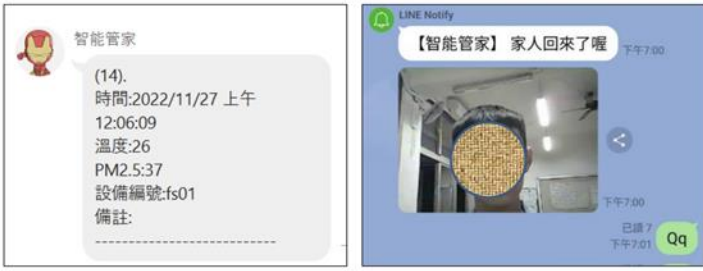 智能管家
(14).
時間:2022/11/27 上午
12:06:09
溫度:26
PM2.5:37
設備編號:fs01
備註:
---------------------------
LINE Notify
【智能管家】 家人回來了喔
下午7:00
下午7:00
已讀 7
下午7:01
Qq